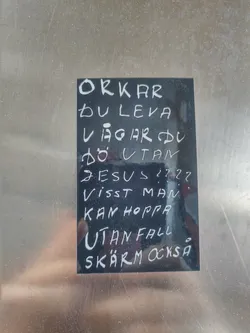 ORKAR
DU LEVA
VÅGAR DU
DÖ UTAN
JESUS????
VISST MAN
KAN HOPPA
UTAN FALL
SKÄRM OCKSÅ